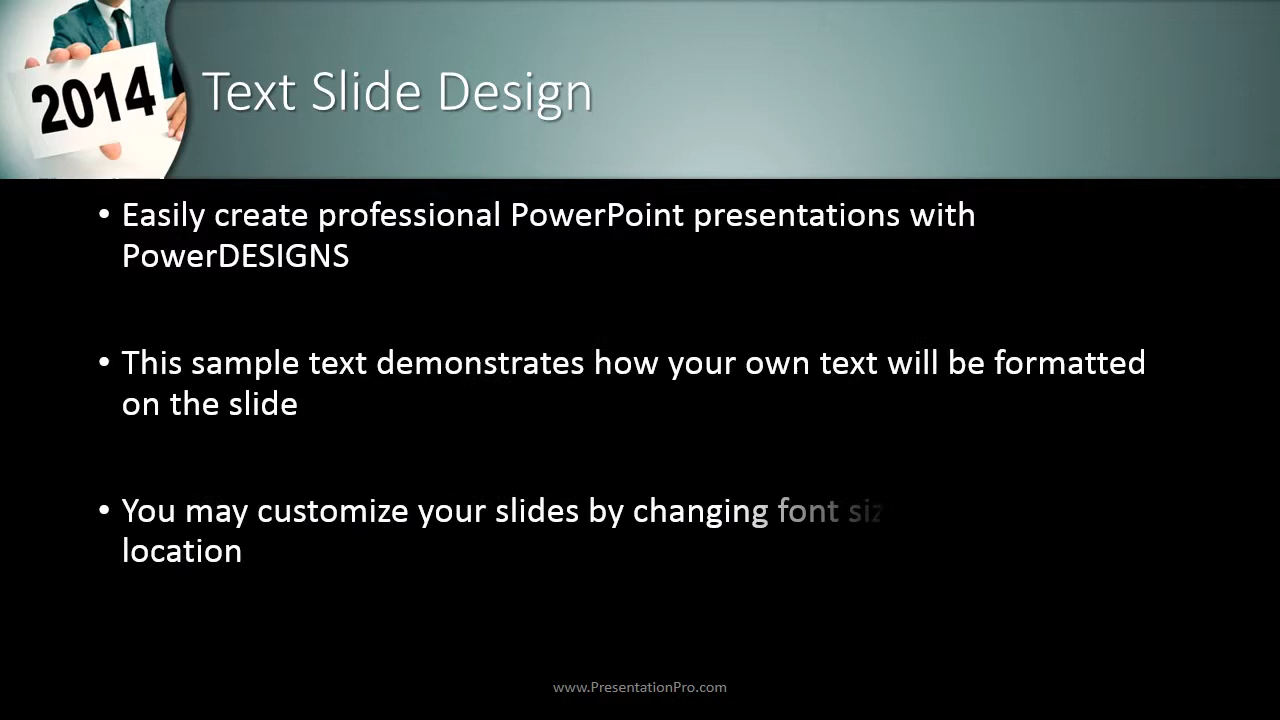 2014
Text Slide Design
• Easily create professional PowerPoint presentations with
PowerDESIGNS
• This sample text demonstrates how your own text will be formatted
on the slide
• You may customize your slides by changing font
location
www.PresentationPro.com